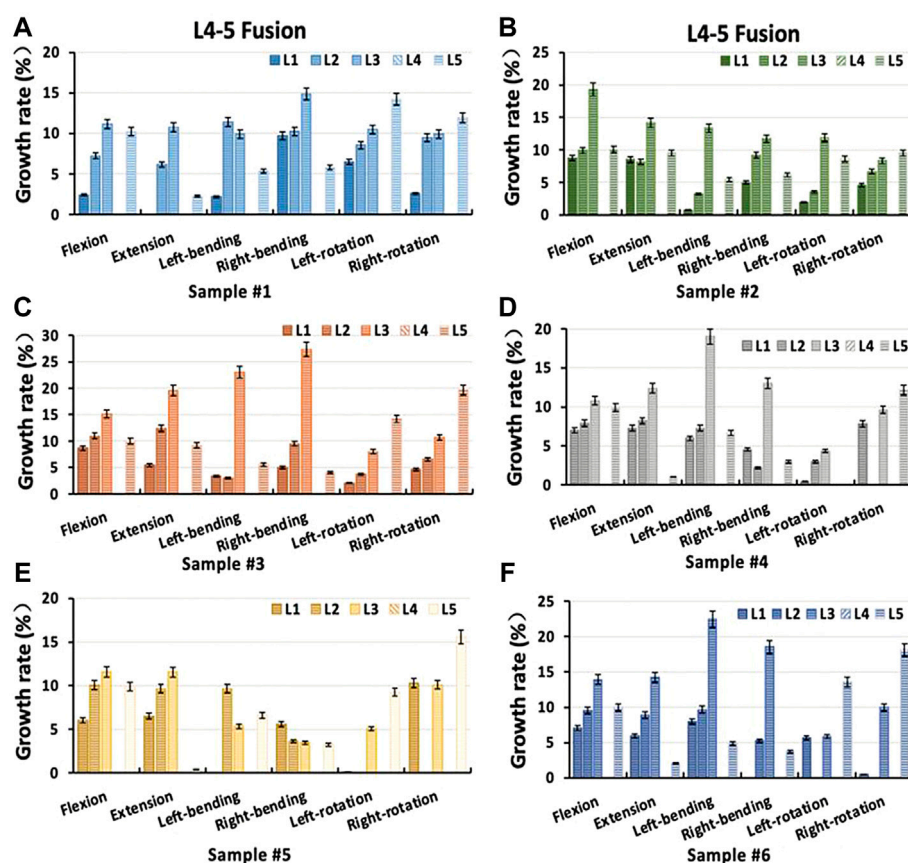 A
L4-5 Fusion
L1 L2 L3 L4 L5
Growth rate (%)
20
15
10
5
0
Flexion Extension Left-bending Right-bending Left-rotation Right-rotation
Sample #1
B
L4-5 Fusion
L1 L2 L3 L4 L5
Growth rate (%)
25
20
15
10
5
0
Flexion Extension Left-bending Right-bending Left-rotation Right-rotation
Sample #2
C
L1 L2 L3 L4 L5
Growth rate (%)
30
25
20
15
10
5
0
Flexion Extension Left-bending Right-bending Left-rotation Right-rotation
Sample #3
D
L1 L2 L3 L4 L5
Growth rate (%)
20
15
10
5
0
Flexion Extension Left-bending Right-bending Left-rotation Right-rotation
Sample #4
E
L1 L2 L3 L4 L5
Growth rate (%)
20
15
10
5
0
Flexion Extension Left-bending Right-bending Left-rotation Right-rotation
Sample #5
F
L1 L2 L3 L4 L5
Growth rate (%)
25
20
15
10
5
0
Flexion Extension Left-bending Right-bending Left-rotation Right-rotation
Sample #6